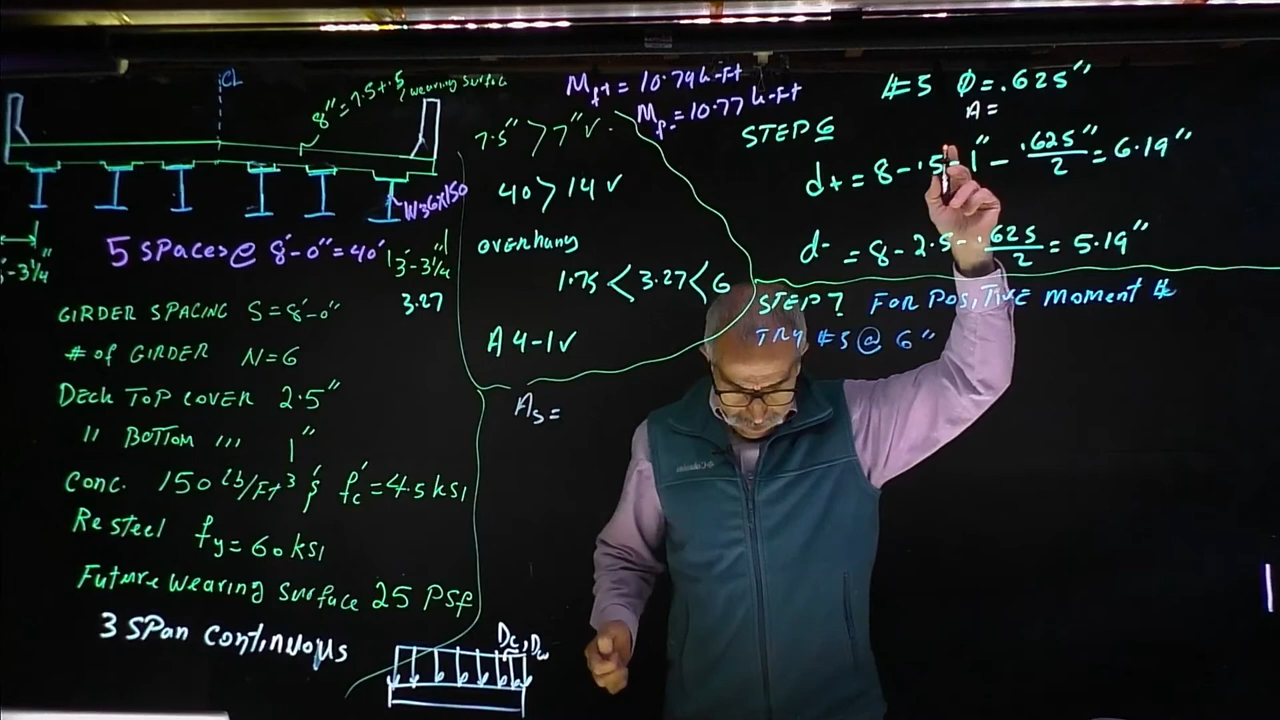 CL
8" = 7.5+.5
wearing surface
W36x150
5 spaces @ 8'-0" = 40'
'-3 1/4"
3'-3 1/4"
3.27
GIRDER SPACING S=8'-0"
# of GIRDER N=6
Deck Top COVER 2.5"
" BOTTOM ,,, 1"
Conc. 150 lb/Ft³ & f'c = 4.5 ksi
Re steel fy = 60 ksi
Future wearing surface 25 PSF
3 SPan continuous
Dc, Dw
7.5" > 7" √
40 > 14 √
overhang
1.75 < 3.27 < 6
A 4-1 √
As =
Mf+ = 10.79 k-Ft
Mf- = 10.77 k-Ft
STEP 6
#5 Ø = .625"
A =
d+ = 8 - .5 - 1" - .625"/2 = 6.19"
d- = 8 - 2.5 - .625/2 = 5.19"
STEP 7 FOR POSITIVE moment
TRY #5 @ 6"